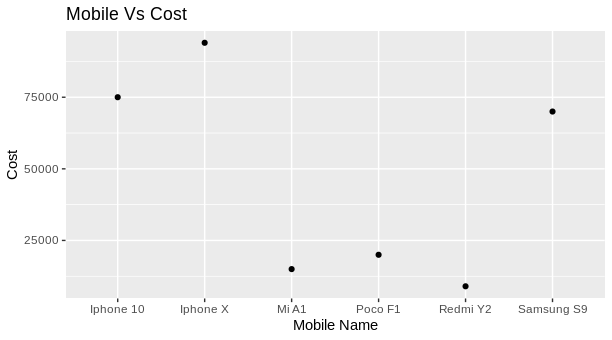 Mobile Vs Cost
Cost
75000
50000
25000
Iphone 10 Iphone X Mi A1 Poco F1 Redmi Y2 Samsung S9
Mobile Name